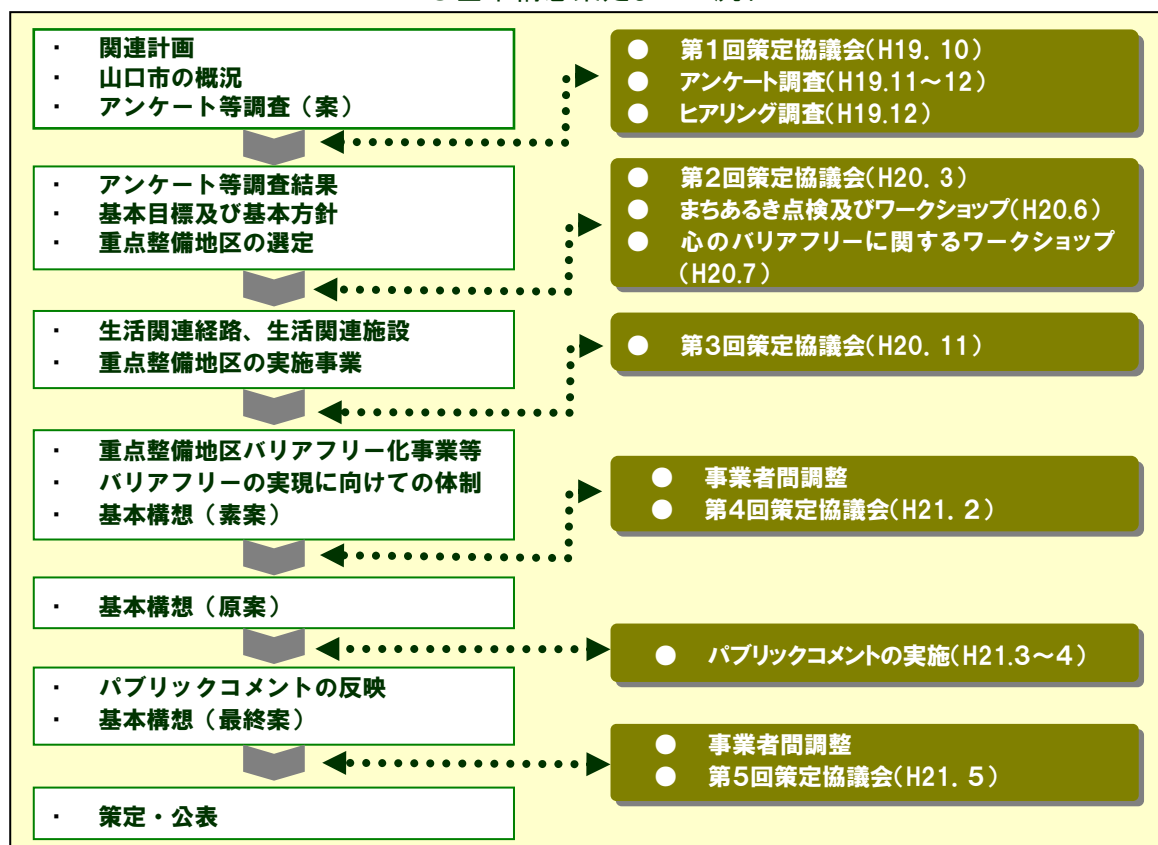 ・ 関連計画
・ 山口市の概況
・ アンケート等調査（案）
● 第１回策定協議会(H19．10)
● アンケート調査(H19.11～12)
● ヒアリング調査(H19.12)
・ アンケート等調査結果
・ 基本目標及び基本方針
・ 重点整備地区の選定
● 第２回策定協議会(H20．3)
● まちあるき点検及びワークショップ(H20.6)
● 心のバリアフリーに関するワークショップ
(H20.7)
・ 生活関連経路、生活関連施設
・ 重点整備地区の実施事業
● 第３回策定協議会(H20．11)
・ 重点整備地区バリアフリー化事業等
・ バリアフリーの実現に向けての体制
・ 基本構想（素案）
● 事業者間調整
● 第４回策定協議会(H21．２)
・ 基本構想（原案）
● パブリックコメントの実施(H21.3～４)
・ パブリックコメントの反映
・ 基本構想（最終案）
● 事業者間調整
● 第５回策定協議会(H21．５)
・ 策定・公表